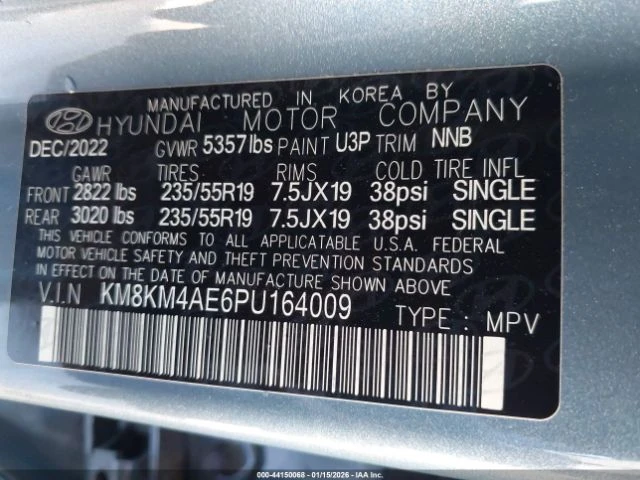 MANUFACTURED IN KOREA BY
HYUNDAI MOTOR COMPANY
DEC/2022 GVWR 5357lbs PAINT U3P TRIM NNB
GAWR TIRES RIMS COLD TIRE INFL
FRONT 2822 lbs 235/55R19 7.5JX19 38psi SINGLE
REAR 3020 lbs 235/55R19 7.5JX19 38psi SINGLE
THIS VEHICLE CONFORMS TO ALL APPLICABLE U.S.A. FEDERAL
MOTOR VEHICLE SAFETY AND THEFT PREVENTION STANDARDS
IN EFFECT ON THE DATE OF MANUFACTURE SHOWN ABOVE
V.I.N KM8KM4AE6PU164009 TYPE : MPV
000-44150068 - 01/15/2026 - IAA Inc.